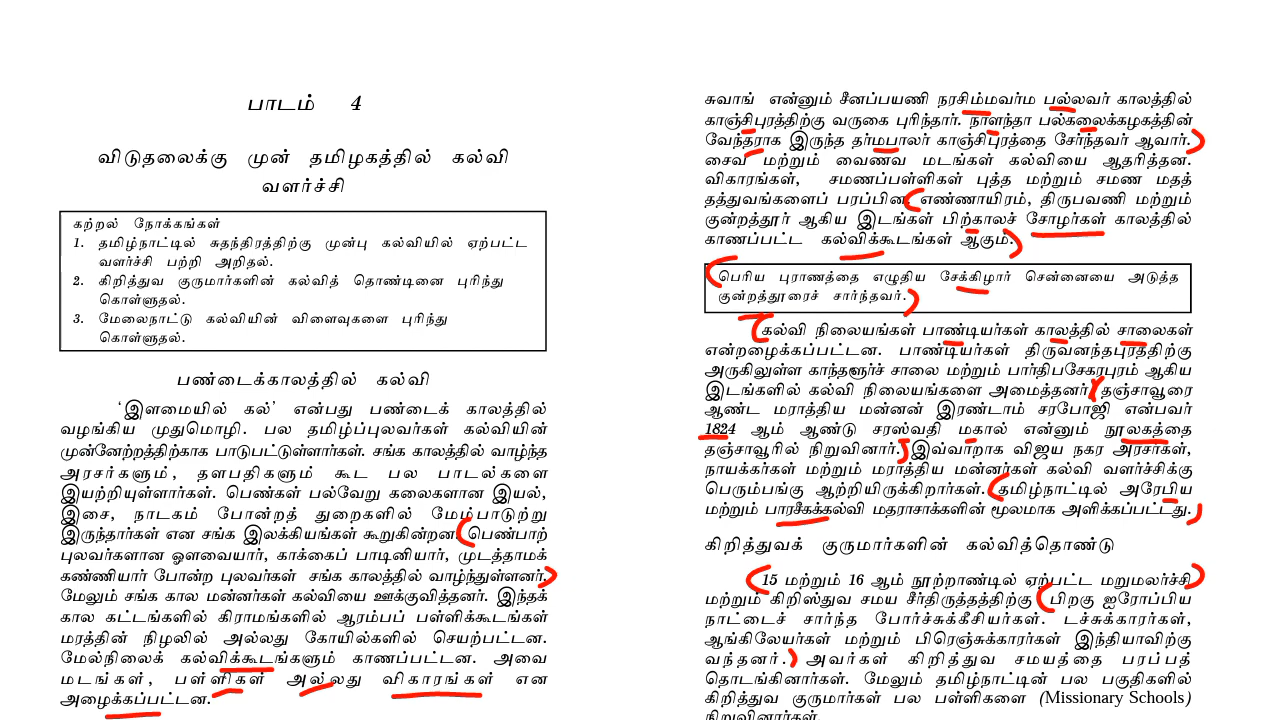 பாடம் 4
விடுதலைக்கு முன் தமிழகத்தில் கல்வி
வளர்ச்சி
கற்றல் நோக்கங்கள்
1. தமிழ்நாட்டில் சுதந்திரத்திற்கு முன்பு கல்வியில் ஏற்பட்ட
வளர்ச்சி பற்றி அறிதல்.
2. கிறித்துவ குருமார்களின் கல்வித் தொண்டினை புரிந்து
கொள்ளுதல்.
3. மேலைநாட்டு கல்வியின் விளைவுகளை புரிந்து
கொள்ளுதல்.
பண்டைக்காலத்தில் கல்வி
‘இளமையில் கல்’ என்பது பண்டைக் காலத்தில்
வழங்கிய முதுமொழி. பல தமிழ்ப்புலவர்கள் கல்வியின்
முன்னேற்றத்திற்காக பாடுபட்டுள்ளார்கள். சங்க காலத்தில் வாழ்ந்த
அரசர்களும், தளபதிகளும் கூட பல பாடல்களை
இயற்றியுள்ளார்கள். பெண்கள் பல்வேறு கலைகளான இயல்,
இசை, நாடகம் போன்றத் துறைகளில் மேம்பாடுற்று
இருந்தார்கள் என சங்க இலக்கியங்கள் கூறுகின்றன. பெண்பாற்
புலவர்களான ஔவையார், காக்கைப் பாடினியார், முடத்தாமக்
கண்ணியார் போன்ற புலவர்கள் சங்க காலத்தில் வாழ்ந்துள்ளனர்.
மேலும் சங்க கால மன்னர்கள் கல்வியை ஊக்குவித்தனர். இந்தக்
கால கட்டங்களில் கிராமங்களில் ஆரம்பப் பள்ளிக்கூடங்கள்
மரத்தின் நிழலில் அல்லது கோயில்களில் செயற்பட்டன.
மேல்நிலைக் கல்விக்கூடங்களும் காணப்பட்டன. அவை
மடங்கள், பள்ளிகள் அல்லது விகாரங்கள் என
அழைக்கப்பட்டன.
சுவாங் என்னும் சீனப்பயணி நரசிம்மவர்ம பல்லவர் காலத்தில்
காஞ்சிபுரத்திற்கு வருகை புரிந்தார். நாளந்தா பல்கலைக்கழகத்தின்
வேந்தராக இருந்த தர்மபாலர் காஞ்சிபுரத்தை சேர்ந்தவர் ஆவார்.
சைவ மற்றும் வைணவ மடங்கள் கல்வியை ஆதரித்தன.
விகாரங்கள், சமணப்பள்ளிகள் புத்த மற்றும் சமண மதத்
தத்துவங்களைப் பரப்பின. எண்ணாயிரம், திருபவணி மற்றும்
குன்றத்தூர் ஆகிய இடங்கள் பிற்காலச் சோழர்கள் காலத்தில்
காணப்பட்ட கல்விக்கூடங்கள் ஆகும்.
பெரிய புராணத்தை எழுதிய சேக்கிழார் சென்னையை அடுத்த
குன்றத்தூரைச் சார்ந்தவர்.
கல்வி நிலையங்கள் பாண்டியர்கள் காலத்தில் சாலைகள்
என்றழைக்கப்பட்டன. பாண்டியர்கள் திருவனந்தபுரத்திற்கு
அருகிலுள்ள காந்தளூர்ச் சாலை மற்றும் பார்திபசேகரபுரம் ஆகிய
இடங்களில் கல்வி நிலையங்களை அமைத்தனர். தஞ்சாவூரை
ஆண்ட மராத்திய மன்னன் இரண்டாம் சரபோஜி என்பவர்
1824 ஆம் ஆண்டு சரஸ்வதி மகால் என்னும் நூலகத்தை
தஞ்சாவூரில் நிறுவினார். இவ்வாறாக விஜய நகர அரசர்கள்,
நாயக்கர்கள் மற்றும் மராத்திய மன்னர்கள் கல்வி வளர்ச்சிக்கு
பெரும்பங்கு ஆற்றியிருக்கிறார்கள். தமிழ்நாட்டில் அரேபிய
மற்றும் பாரசீகக்கல்வி மதராசாக்களின் மூலமாக அளிக்கப்பட்டது.
கிறித்துவக் குருமார்களின் கல்வித்தொண்டு
15 மற்றும் 16 ஆம் நூற்றாண்டில் ஏற்பட்ட மறுமலர்ச்சி
மற்றும் கிறிஸ்துவ சமய சீர்திருத்தத்திற்கு பிறகு ஐரோப்பிய
நாட்டைச் சார்ந்த போர்ச்சுக்கீசியர்கள். டச்சுக்காரர்கள்,
ஆங்கிலேயர்கள் மற்றும் பிரெஞ்சுக்காரர்கள் இந்தியாவிற்கு
வந்தனர். அவர்கள் கிறித்துவ சமயத்தை பரப்பத்
தொடங்கினார்கள். மேலும் தமிழ்நாட்டின் பல பகுதிகளில்
கிறித்துவ குருமார்கள் பல பள்ளிகளை (Missionary Schools)
நிறுவினார்கள்.